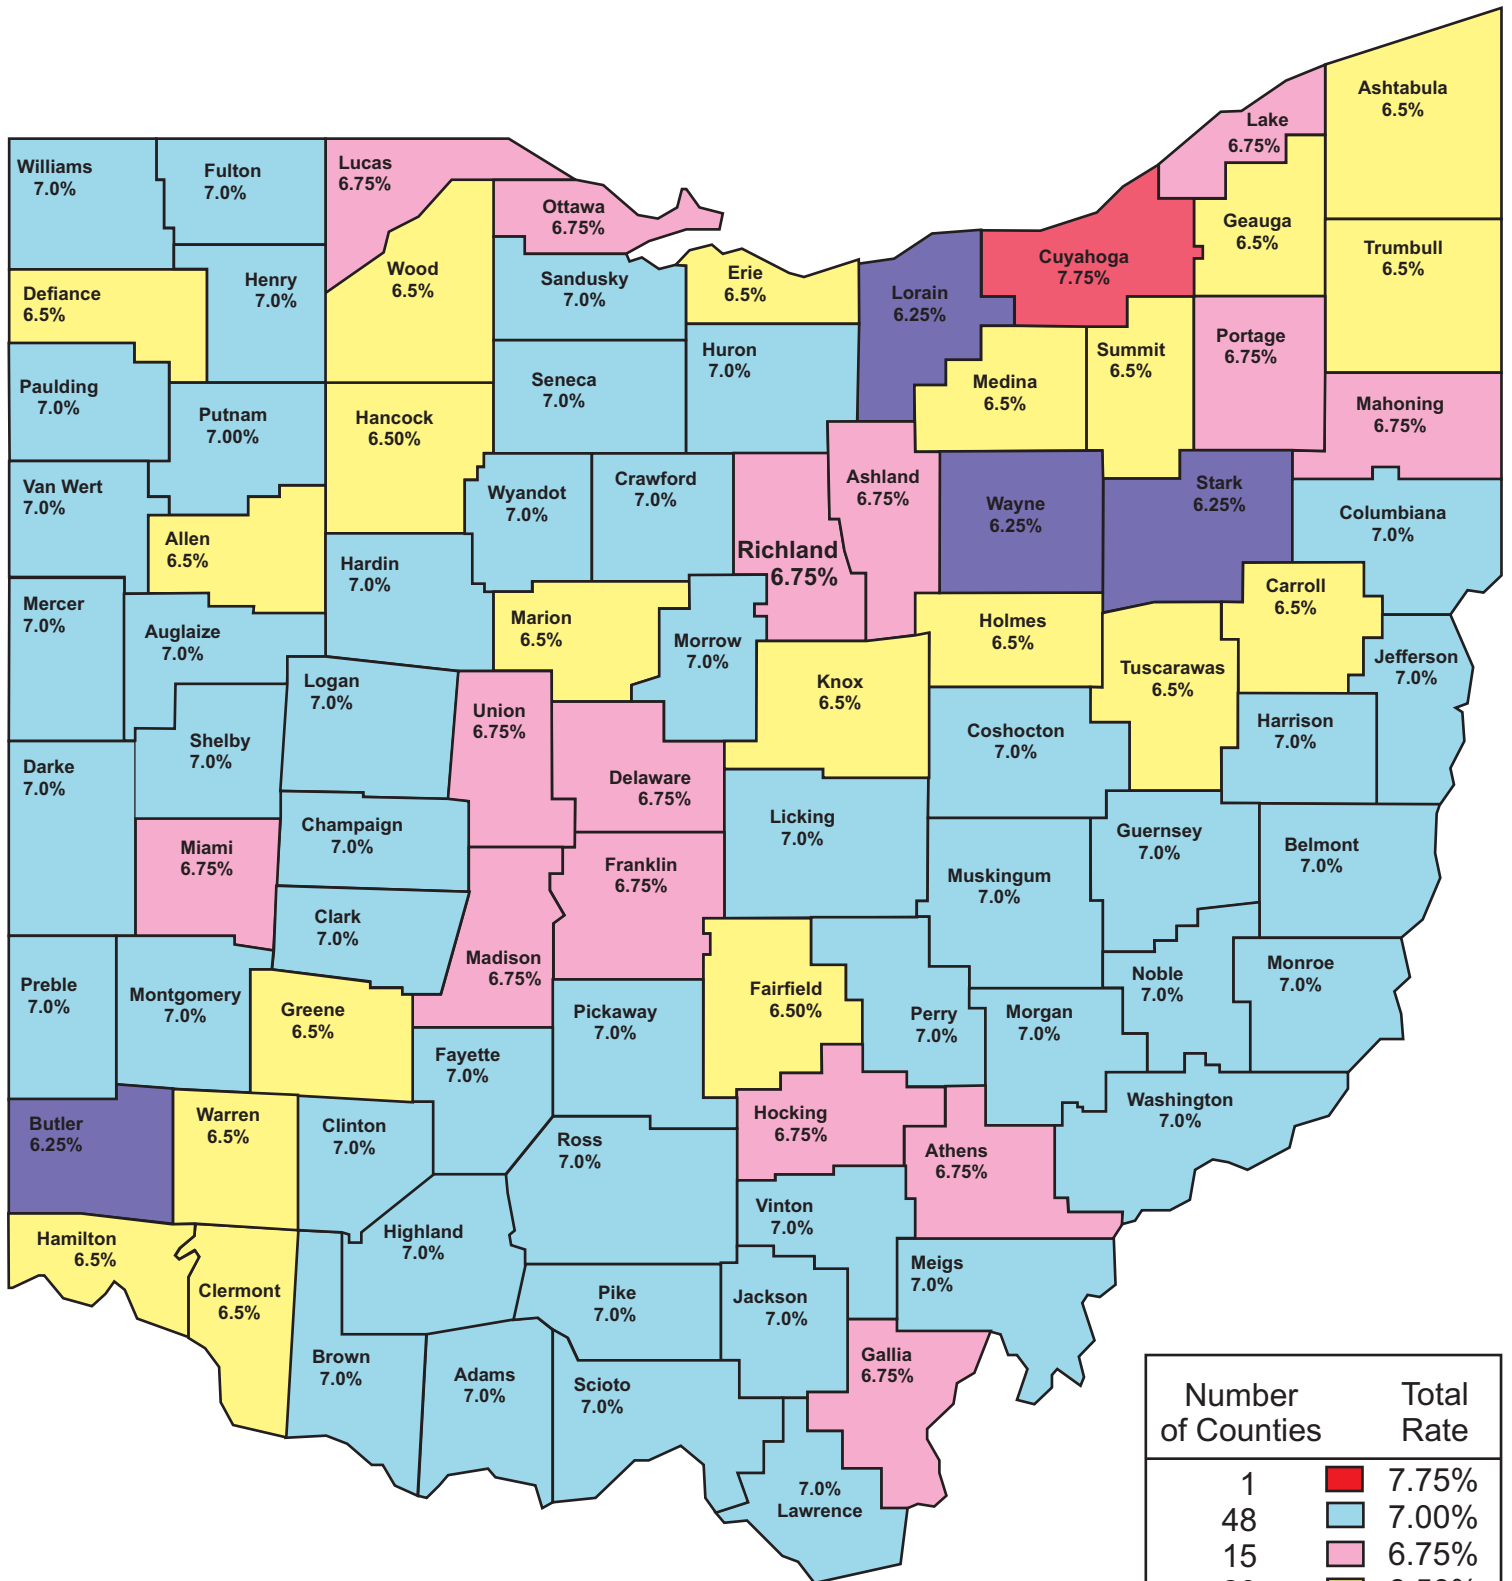 Ashtabula
6.5%
Lake
6.75%
Williams
7.0%
Fulton
7.0%
Lucas
6.75%
Ottawa
6.75%
Geauga
6.5%
Trumbull
6.5%
Cuyahoga
7.75%
Wood
6.5%
Henry
7.0%
Sandusky
7.0%
Erie
6.5%
Lorain
6.25%
Defiance
6.5%
Portage
6.75%
Summit
6.5%
Huron
7.0%
Medina
6.5%
Seneca
7.0%
Paulding
7.0%
Putnam
7.00%
Hancock
6.50%
Mahoning
6.75%
Van Wert
7.0%
Wyandot
7.0%
Crawford
7.0%
Ashland
6.75%
Wayne
6.25%
Stark
6.25%
Columbiana
7.0%
Allen
6.5%
Hardin
7.0%
Richland
6.75%
Carroll
6.5%
Mercer
7.0%
Auglaize
7.0%
Marion
6.5%
Morrow
7.0%
Holmes
6.5%
Jefferson
7.0%
Tuscarawas
6.5%
Logan
7.0%
Knox
6.5%
Union
6.75%
Coshocton
7.0%
Harrison
7.0%
Shelby
7.0%
Darke
7.0%
Delaware
6.75%
Champaign
7.0%
Licking
7.0%
Guernsey
7.0%
Belmont
7.0%
Miami
6.75%
Franklin
6.75%
Muskingum
7.0%
Clark
7.0%
Madison
6.75%
Preble
7.0%
Montgomery
7.0%
Greene
6.5%
Pickaway
7.0%
Fairfield
6.50%
Perry
7.0%
Morgan
7.0%
Noble
7.0%
Monroe
7.0%
Fayette
7.0%
Butler
6.25%
Warren
6.5%
Clinton
7.0%
Ross
7.0%
Hocking
6.75%
Athens
6.75%
Washington
7.0%
Vinton
7.0%
Hamilton
6.5%
Highland
7.0%
Clermont
6.5%
Meigs
7.0%
Pike
7.0%
Jackson
7.0%
Brown
7.0%
Adams
7.0%
Scioto
7.0%
Gallia
6.75%
7.0%
Lawrence
Number Total
of Counties Rate
1 7.75%
48 7.00%
15 6.75%